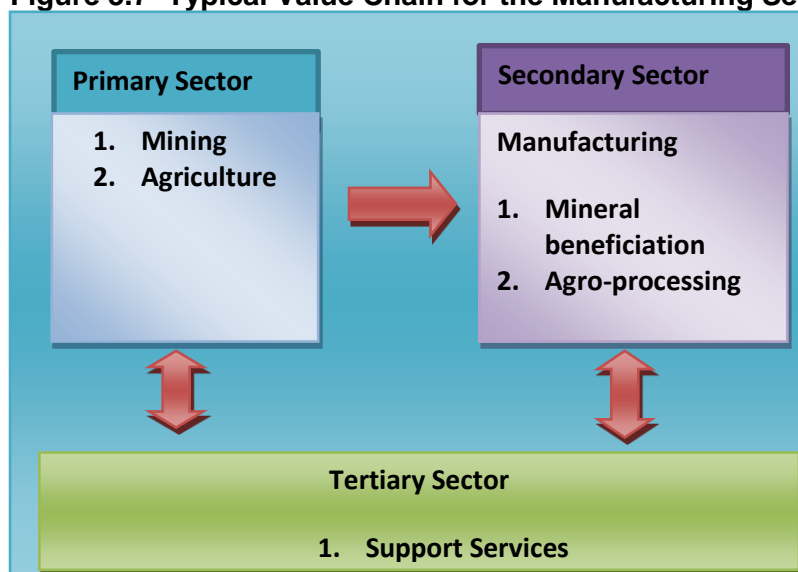 Figure 3.7 Typical Value Chain for the Manufacturing Se
Primary Sector
1. Mining
2. Agriculture
Secondary Sector
Manufacturing
1. Mineral
beneficiation
2. Agro-processing
Tertiary Sector
1. Support Services